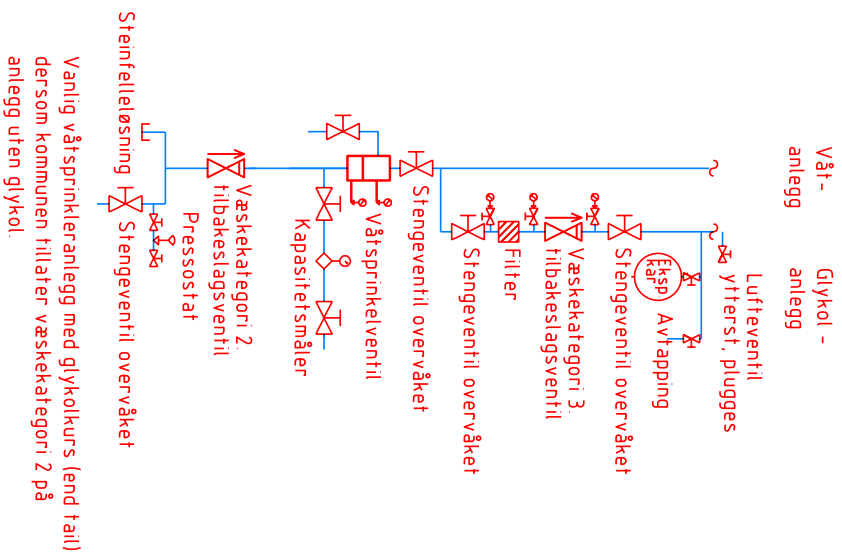 Våt-
anlegg
Glykol -
anlegg
Lufteventil
ytterst, plugges
Eksp.
kar
Avtapping
Stengeventil overvåket
Væskekategori 3.
tilbakeslagsventil
Filter
Stengeventil overvåket
Stengeventil overvåket
Våtsprinkelventil
Kapasitetsmåler
Væskekategori 2.
tilbakeslagsventil
Pressostat
Steinfelleløsning
Stengeventil overvåket
Vanlig våtsprinkleranlegg med glykolkurs (end tail)
dersom kommunen tillater væskekategori 2 på
anlegg uten glykol.